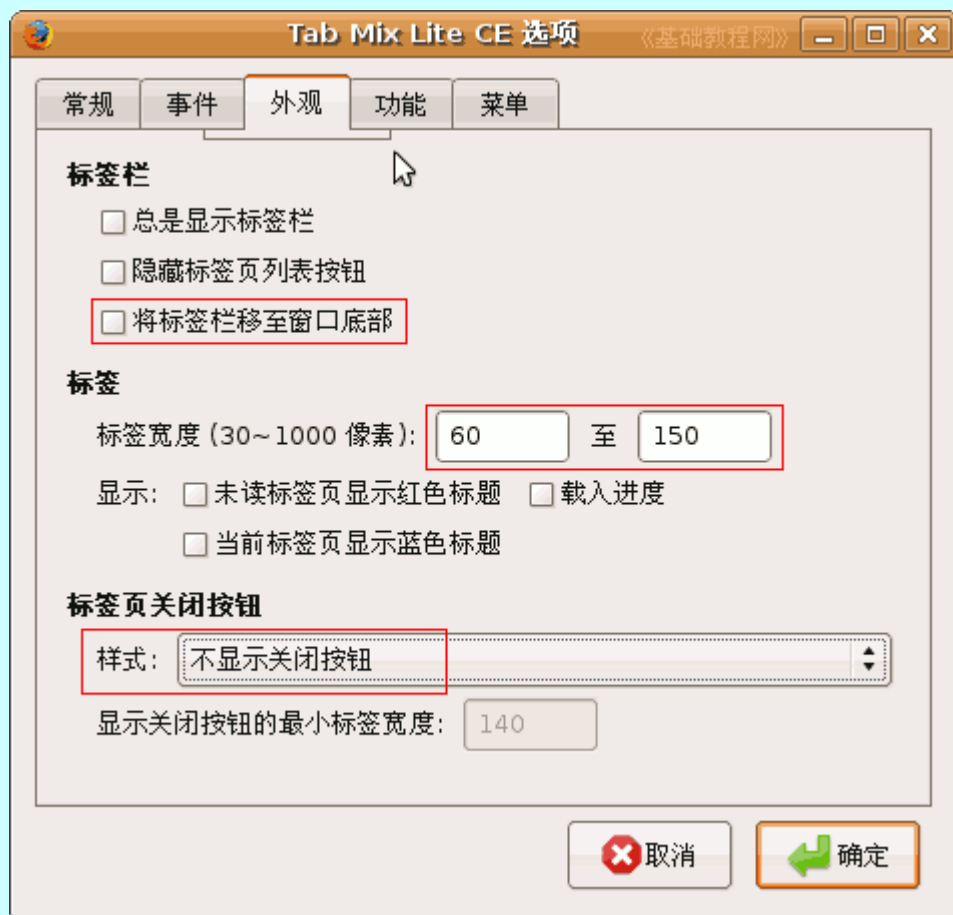 Tab Mix Lite CE 选项 《基础教程网》
常规 事件 外观 功能 菜单
标签栏
总是显示标签栏
隐藏标签页列表按钮
将标签栏移至窗口底部
标签
标签宽度 (30~1000 像素): 60 至 150
显示: 未读标签页显示红色标题 载入进度
当前标签页显示蓝色标题
标签页关闭按钮
样式: 不显示关闭按钮
显示关闭按钮的最小标签宽度: 140
取消 确定